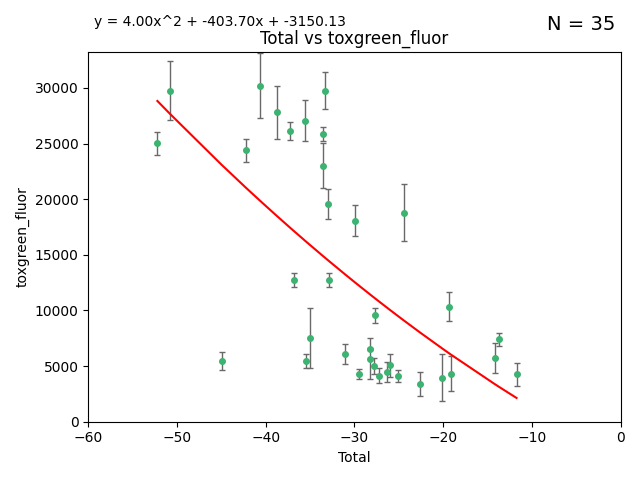 y = 4.00x^2 + -403.70x + -3150.13
N = 35
Total vs toxgreen_fluor
30000
25000
20000
15000
10000
5000
0
toxgreen_fluor
−60
−50
−40
−30
−20
−10
0
Total